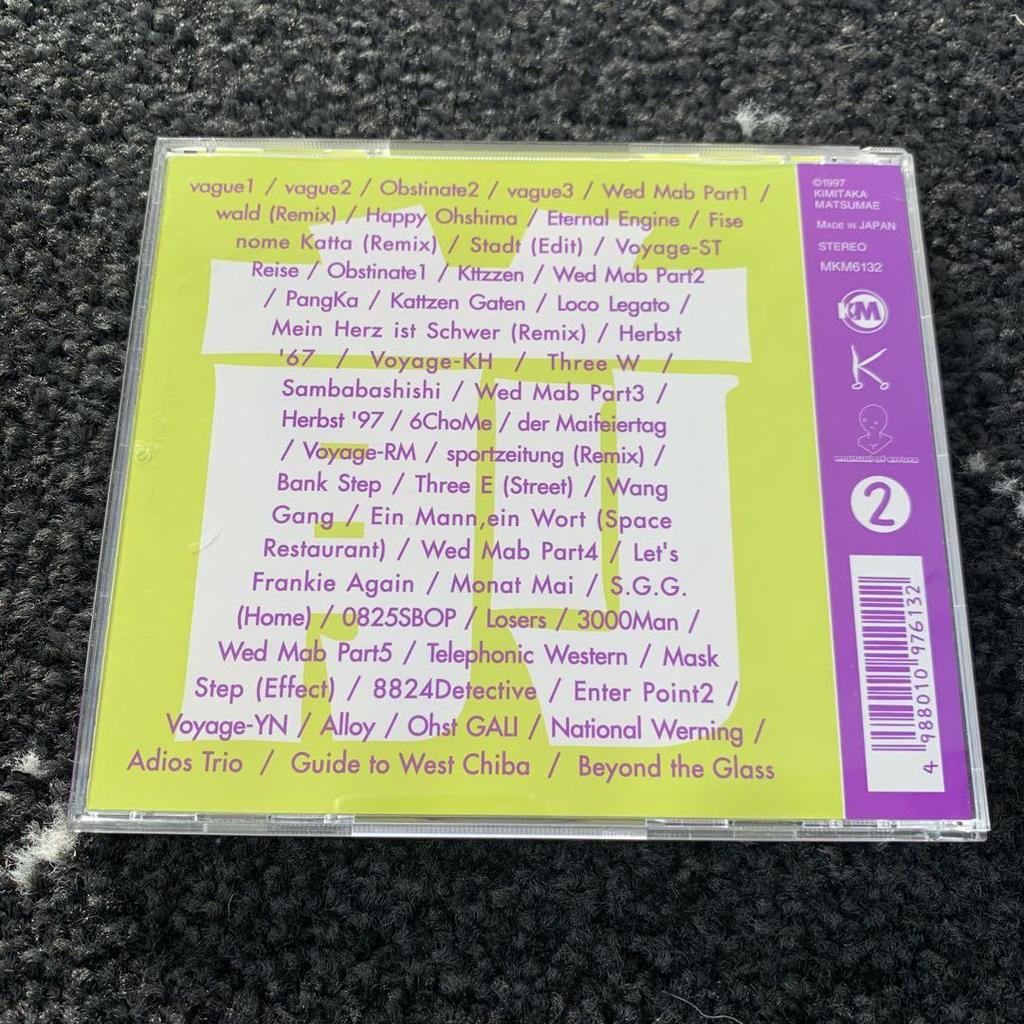 vague1 / vague2 / Obstinate2 / vague3 / Wed Mab Part1 /
wald (Remix) / Happy Ohshima / Eternal Engine / Fise
nome Katta (Remix) / Stadt (Edit) / Voyage-ST
Reise / Obstinate1 / Kttzzen / Wed Mab Part2
/ PangKa / Kattzen Gaten / Loco Legato /
Mein Herz ist Schwer (Remix) / Herbst
'67 / Voyage-KH / Three W /
Sambabashishi / Wed Mab Part3 /
Herbst '97 / 6ChoMe / der Maifeiertag
/ Voyage-RM / sportzeitung (Remix) /
Bank Step / Three E (Street) / Wang
Gang / Ein Mann,ein Wort (Space
Restaurant) / Wed Mab Part4 / Let's
Frankie Again / Monat Mai / S.G.G.
(Home) / 0825SBOP / Losers / 3000Man /
Wed Mab Part5 / Telephonic Western / Mask
Step (Effect) / 8824Detective / Enter Point2 /
Voyage-YN / Alloy / Ohst GALI / National Werning /
Adios Trio / Guide to West Chiba / Beyond the Glass
©1997
KIMITAKA
MATSUMAE
MADE IN JAPAN
STEREO
MKM6132
KM
K
manual of errors
2
4 988010 976132